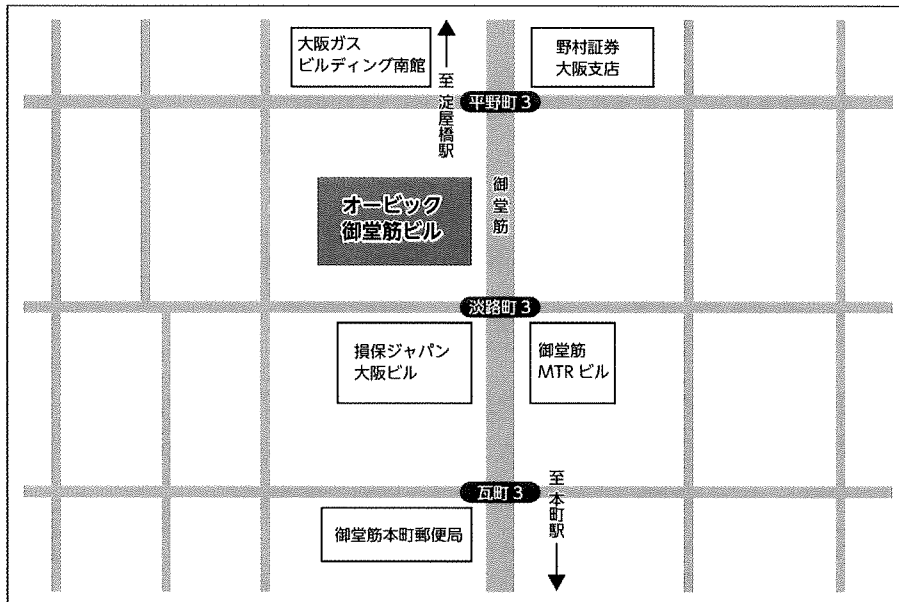 大阪ガス
ビルディング南館
至淀屋橋駅
野村証券
大阪支店
平野町3
御堂筋
オービック
御堂筋ビル
淡路町3
損保ジャパン
大阪ビル
御堂筋
MTRビル
瓦町3
至本町駅
御堂筋本町郵便局